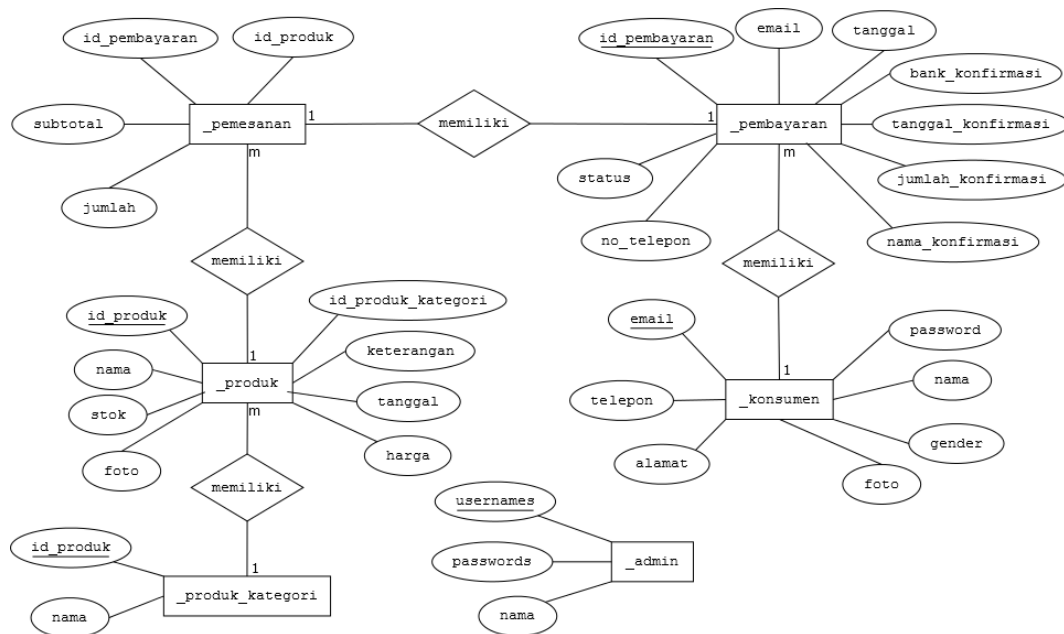 id_pembayaran
id_produk
subtotal
_pemesanan
jumlah
1
memiliki
1
m
id_pembayaran
email
tanggal
bank_konfirmasi
_pembayaran
tanggal_konfirmasi
jumlah_konfirmasi
status
no_telepon
nama_konfirmasi
m
memiliki
memiliki
id_produk
id_produk_kategori
nama
1
keterangan
_produk
stok
tanggal
m
foto
harga
email
password
1
nama
telepon
_konsumen
alamat
gender
foto
memiliki
id_produk
1
_produk_kategori
nama
usernames
passwords
_admin
nama